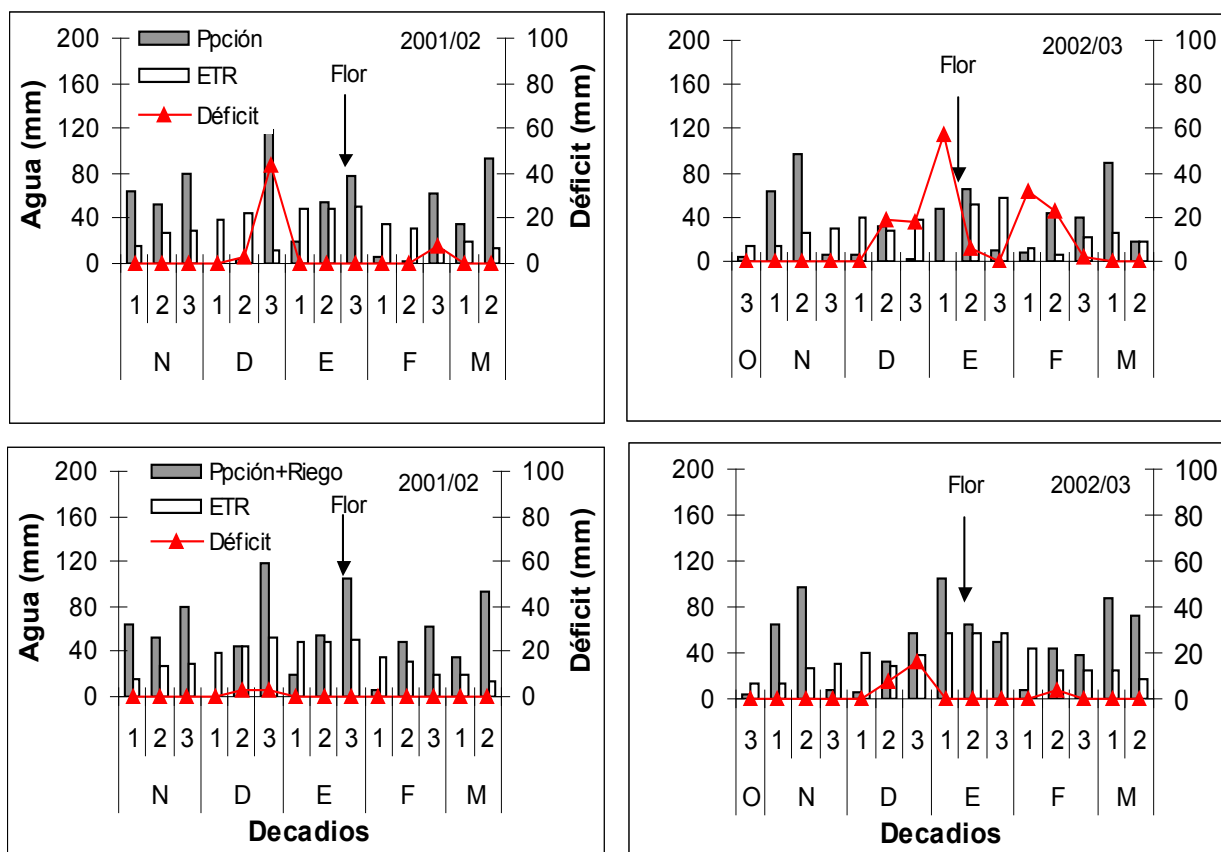 200 Ppción 2001/02 100
160 ETR Flor 80
120 Déficit 60
80 40
40 20
0 0
Agua (mm) Déficit (mm)
1 2 3 1 2 3 1 2 3 1 2 3 1 2
N D E F M
200 2002/03 100
160 Flor 80
120 60
80 40
40 20
0 0
3 1 2 3 1 2 3 1 2 3 1 2 3 1 2
O N D E F M
200 Ppción+Riego 2001/02 100
160 ETR Flor 80
120 Déficit 60
80 40
40 20
0 0
Agua (mm) Déficit (mm)
1 2 3 1 2 3 1 2 3 1 2 3 1 2
N D E F M
Decadios
200 2002/03 100
160 Flor 80
120 60
80 40
40 20
0 0
3 1 2 3 1 2 3 1 2 3 1 2 3 1 2
O N D E F M
Decadios